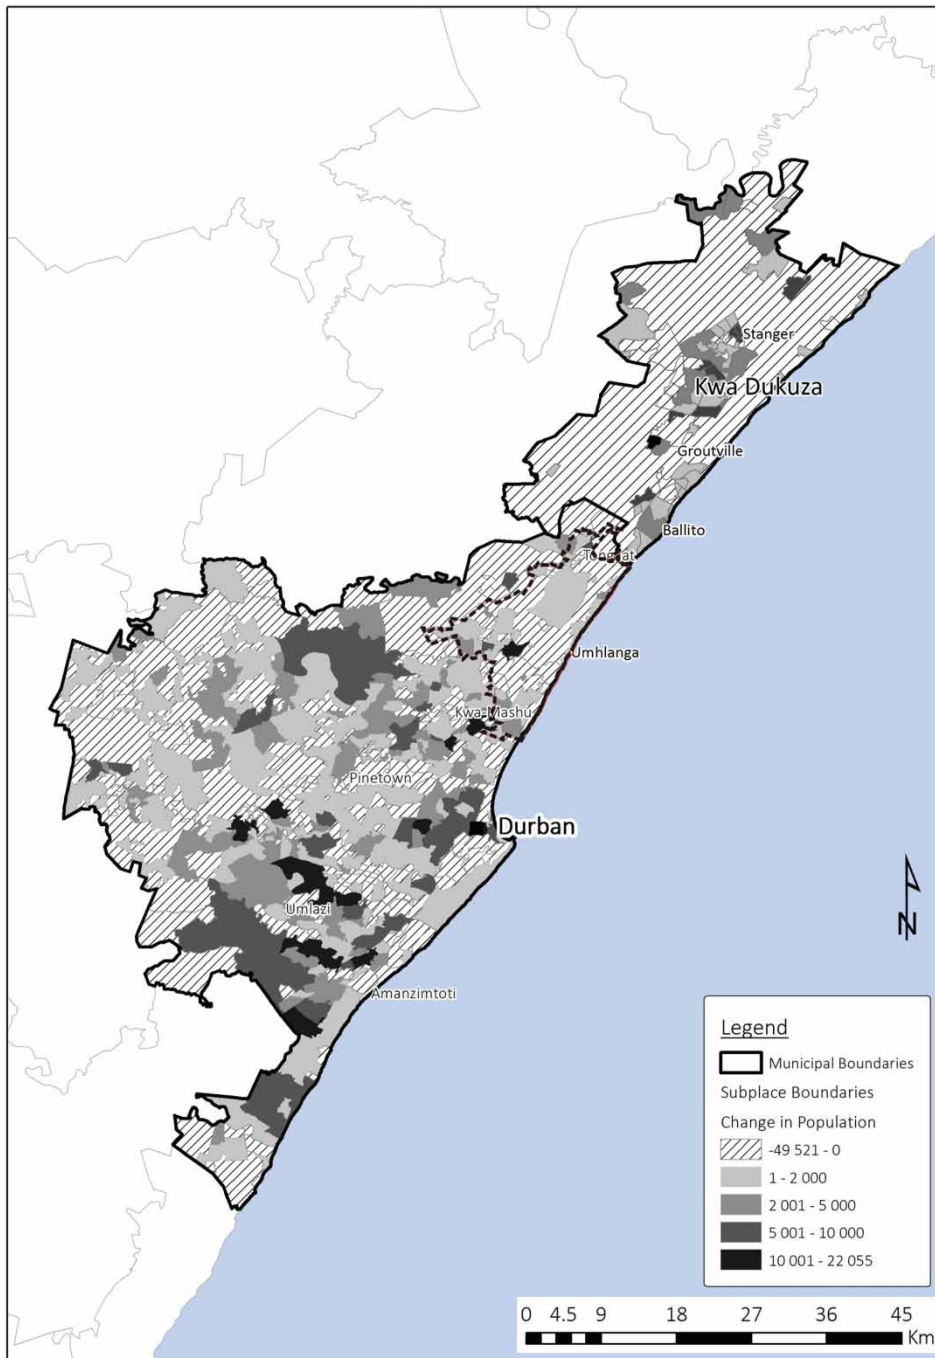 Stanger
Kwa Dukuza
Groutville
Ballito
Tongaat
Umhlanga
Kwa-Mashu
Pinetown
Durban
Umlazi
N
Amanzimtoti
Legend
Municipal Boundaries
Subplace Boundaries
Change in Population
-49 521 - 0
1 - 2 000
2 001 - 5 000
5 001 - 10 000
10 001 - 22 055
0 4.5 9 18 27 36 45
Km